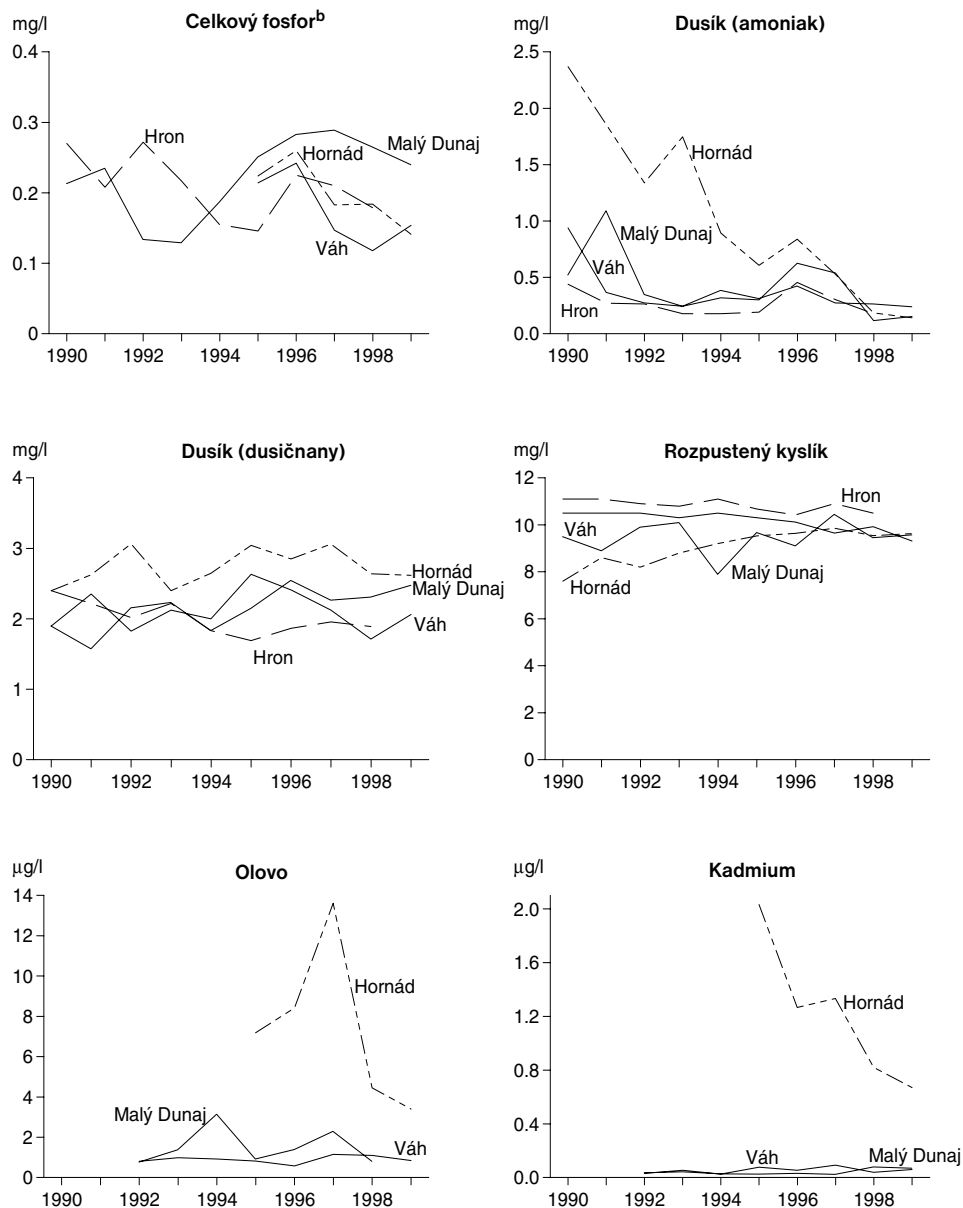 mg/l
Celkový fosforb
0.4
0.3
0.2
0.1
0
Hron
Hornád
Malý Dunaj
Váh
1990 1992 1994 1996 1998
mg/l
Dusík (amoniak)
2.5
2.0
1.5
1.0
0.5
0.0
Hornád
Malý Dunaj
Váh
Hron
1990 1992 1994 1996 1998
mg/l
Dusík (dusičnany)
4
3
2
1
0
Hornád
Malý Dunaj
Váh
Hron
1990 1992 1994 1996 1998
mg/l
Rozpustený kyslík
12
10
8
6
4
2
0
Hron
Váh
Malý Dunaj
Hornád
1990 1992 1994 1996 1998
µg/l
Olovo
14
12
10
8
6
4
2
0
Hornád
Malý Dunaj
Váh
1990 1992 1994 1996 1998
µg/l
Kadmium
2.0
1.6
1.2
0.8
0.4
0.0
Hornád
Váh
Malý Dunaj
1990 1992 1994 1996 1998